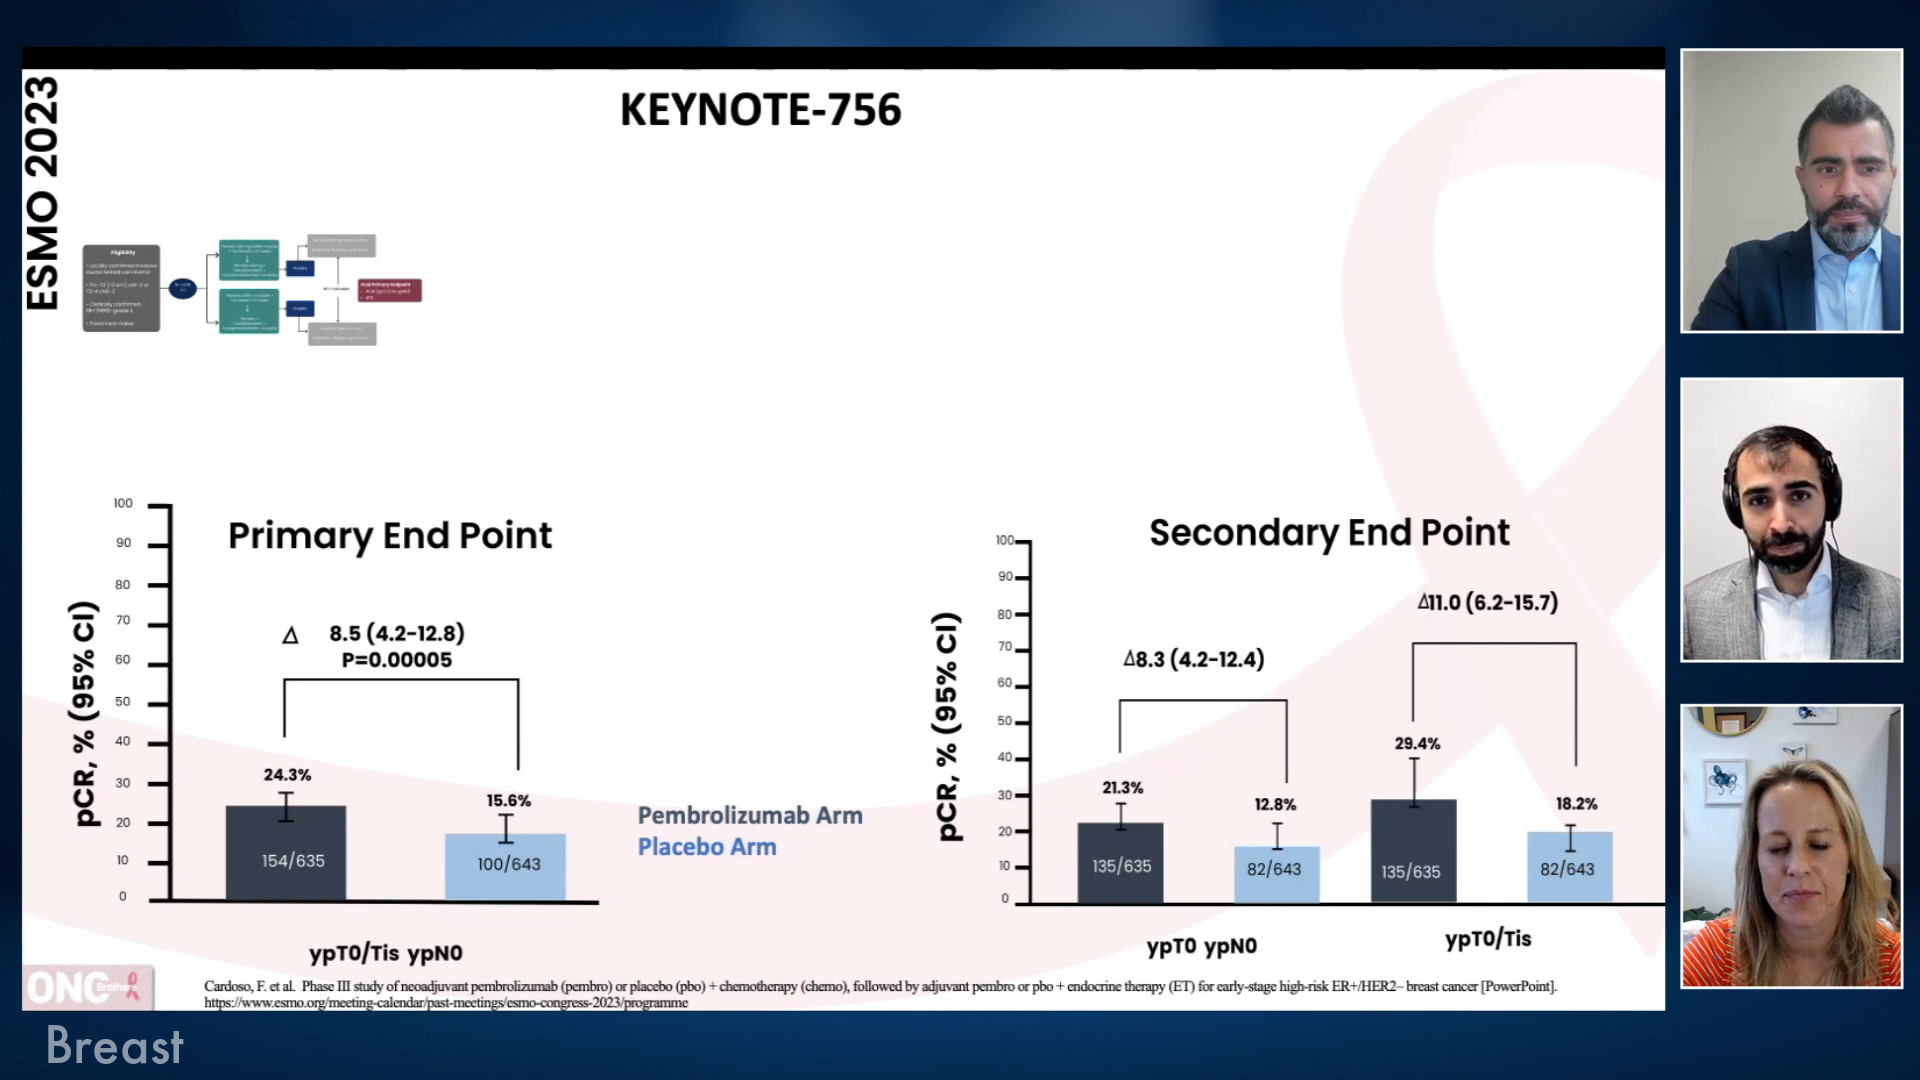 ESMO 2023
KEYNOTE-756
Eligibility
Surgery
Surgery
Dual Primary Endpoint
Primary End Point
100
90
80
70
60
50
40
30
20
10
0
pCR, % (95% CI)
Δ 8.5 (4.2-12.8)
P=0.00005
24.3%
15.6%
154/635
100/643
ypT0/Tis ypN0
Pembrolizumab Arm
Placebo Arm
Secondary End Point
100
90
80
70
60
50
40
30
20
10
0
pCR, % (95% CI)
Δ8.3 (4.2-12.4)
Δ11.0 (6.2-15.7)
21.3%
12.8%
29.4%
18.2%
135/635
82/643
135/635
82/643
ypT0 ypN0
ypT0/Tis
ONC Brothers
Cardoso, F. et al. Phase III study of neoadjuvant pembrolizumab (pembro) or placebo (pbo) + chemotherapy (chemo), followed by adjuvant pembro or pbo + endocrine therapy (ET) for early-stage high-risk ER+/HER2– breast cancer [PowerPoint].
https://www.esmo.org/meeting-calendar/past-meetings/esmo-congress-2023/programme
Breast